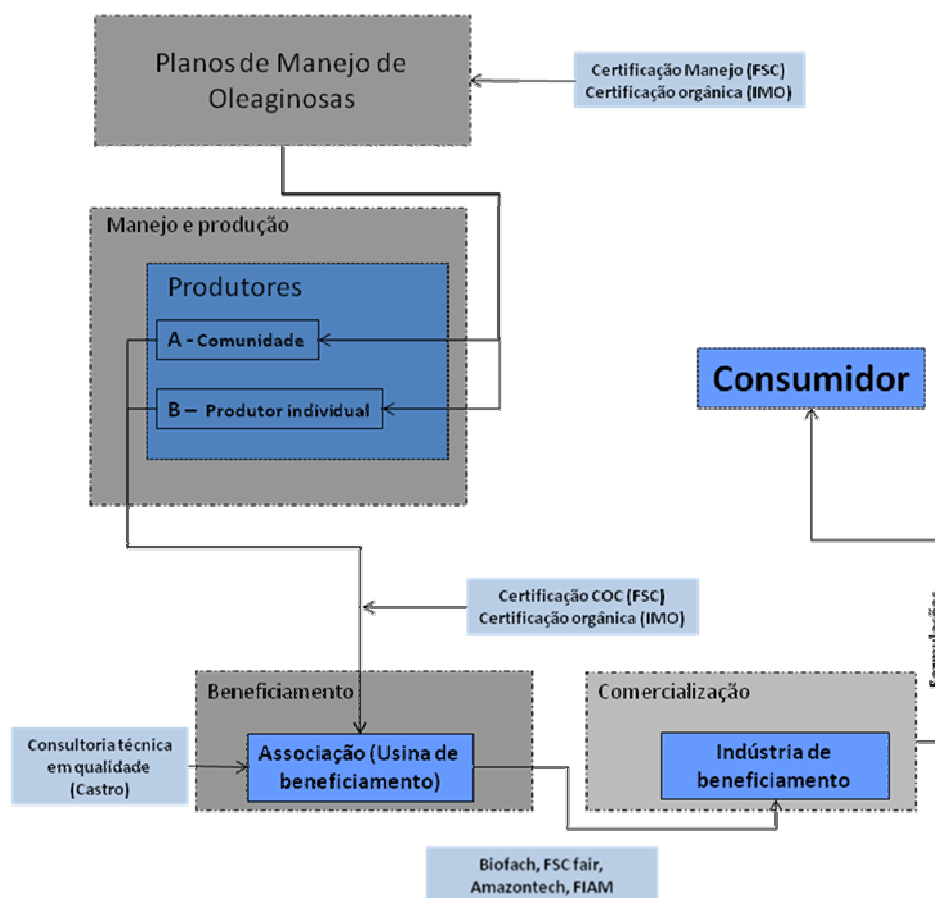 Planos de Manejo de
Oleaginosas
Certificação Manejo (FSC)
Certificação orgânica (IMO)
Manejo e produção
Produtores
A - Comunidade
B – Produtor individual
Consumidor
Certificação COC (FSC)
Certificação orgânica (IMO)
Beneficiamento
Associação (Usina de
beneficiamento)
Consultoria técnica
em qualidade
(Castro)
Comercialização
Indústria de
beneficiamento
Biofach, FSC fair,
Amazontech, FIAM